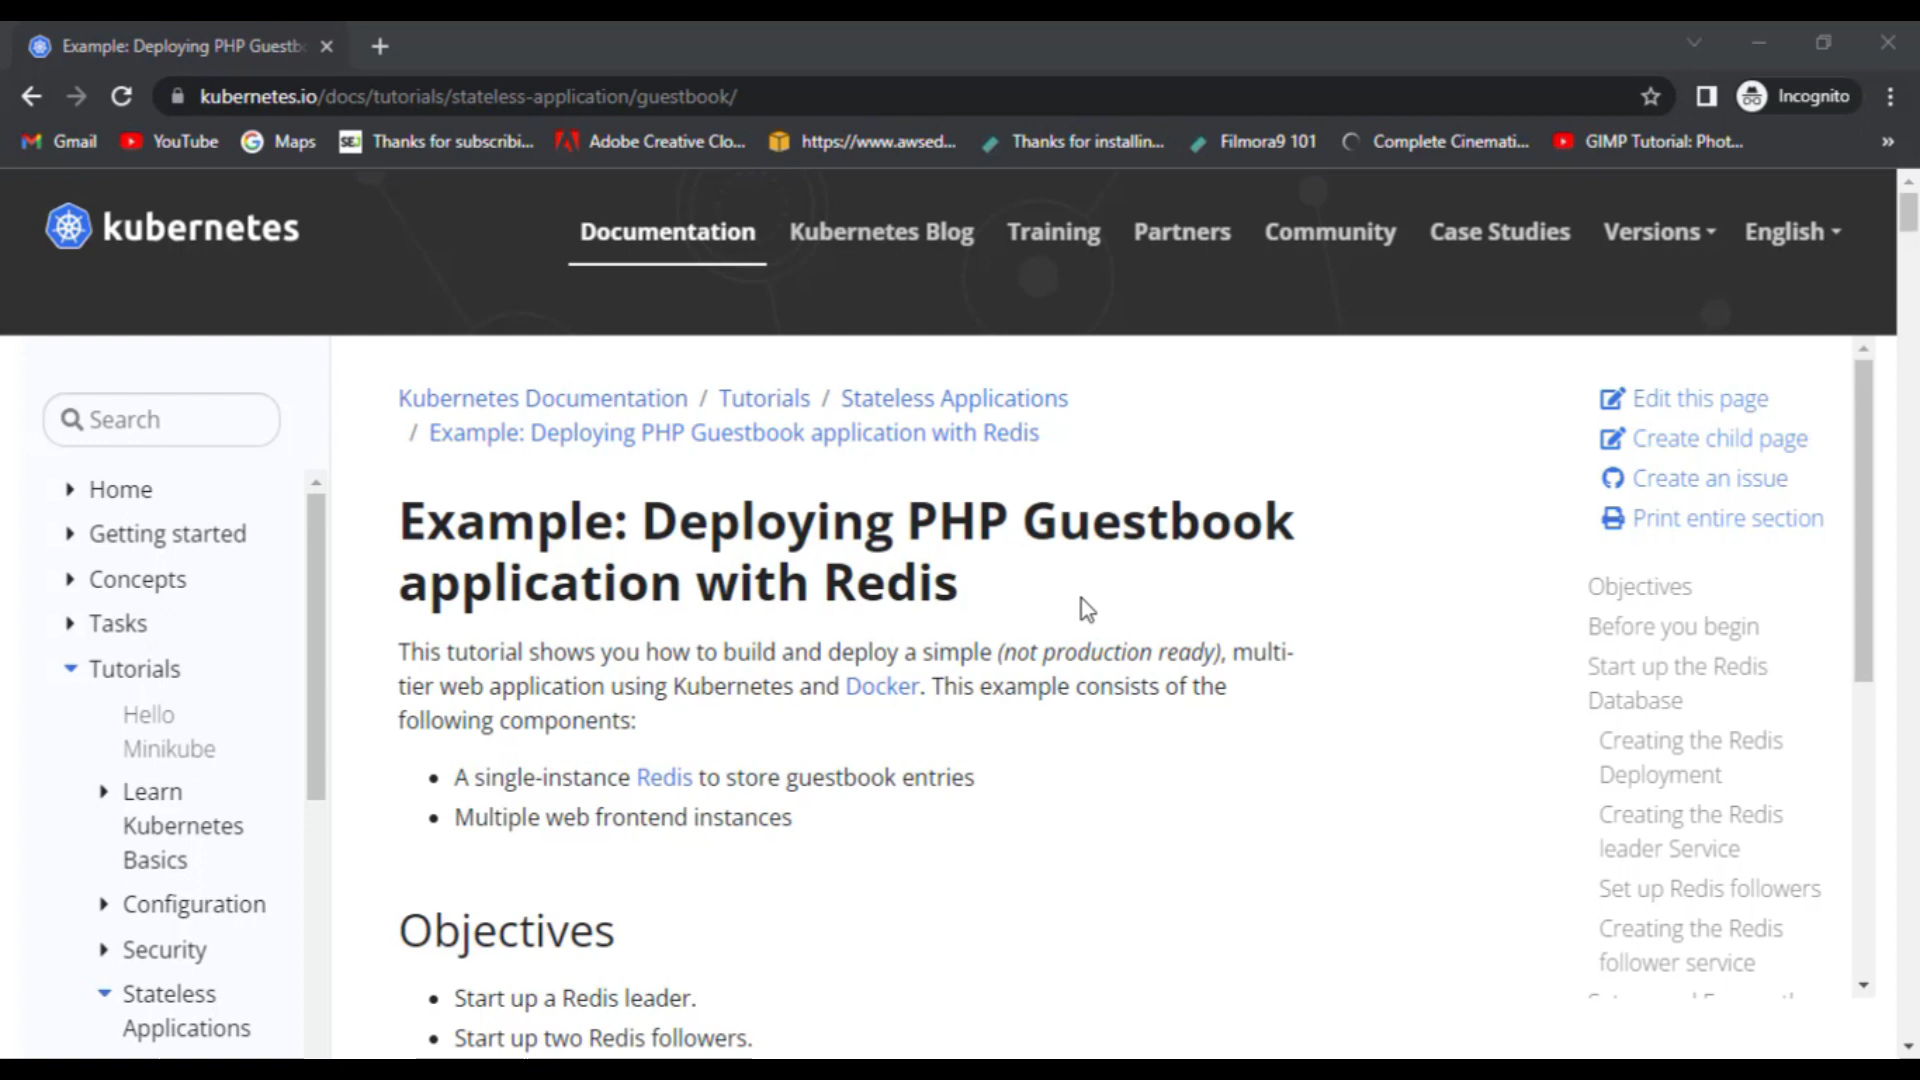 Example: Deploying PHP Guestb
kubernetes.io/docs/tutorials/stateless-application/guestbook/
Incognito
Gmail
YouTube
Maps
SEJ
Thanks for subscribi...
Adobe Creative Clo...
https://www.awsed...
Thanks for installin...
Filmora9 101
Complete Cinemati...
GIMP Tutorial: Phot...
»
kubernetes
Documentation
Kubernetes Blog
Training
Partners
Community
Case Studies
Versions
English
Search
Home
Getting started
Concepts
Tasks
Tutorials
Hello
Minikube
Learn
Kubernetes
Basics
Configuration
Security
Stateless
Applications
Kubernetes Documentation / Tutorials / Stateless Applications
/ Example: Deploying PHP Guestbook application with Redis
Example: Deploying PHP Guestbook
application with Redis
This tutorial shows you how to build and deploy a simple (not production ready), multi-
tier web application using Kubernetes and Docker. This example consists of the
following components:
• A single-instance Redis to store guestbook entries
• Multiple web frontend instances
Objectives
• Start up a Redis leader.
• Start up two Redis followers.
Edit this page
Create child page
Create an issue
Print entire section
Objectives
Before you begin
Start up the Redis
Database
Creating the Redis
Deployment
Creating the Redis
leader Service
Set up Redis followers
Creating the Redis
follower service